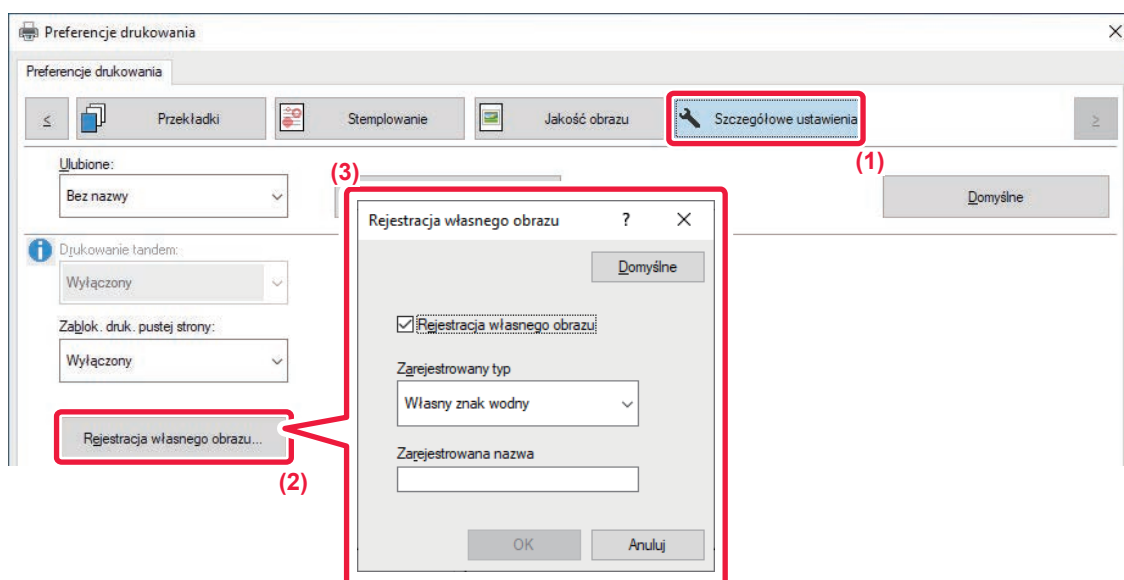 Preferencje drukowania
Preferencje drukowania
≤ Przekładki Stemplowanie Jakość obrazu Szczegółowe ustawienia ≥
(1)
Ulubione:
(3)
Bez nazwy
Domyślne
Drukowanie tandem:
Wyłączony
Zablok. druk. pustej strony:
Wyłączony
Rejestracja własnego obrazu...
(2)
Rejestracja własnego obrazu ?
Domyślne
Rejestracja własnego obrazu
Zarejestrowany typ
Własny znak wodny
Zarejestrowana nazwa
OK Anuluj